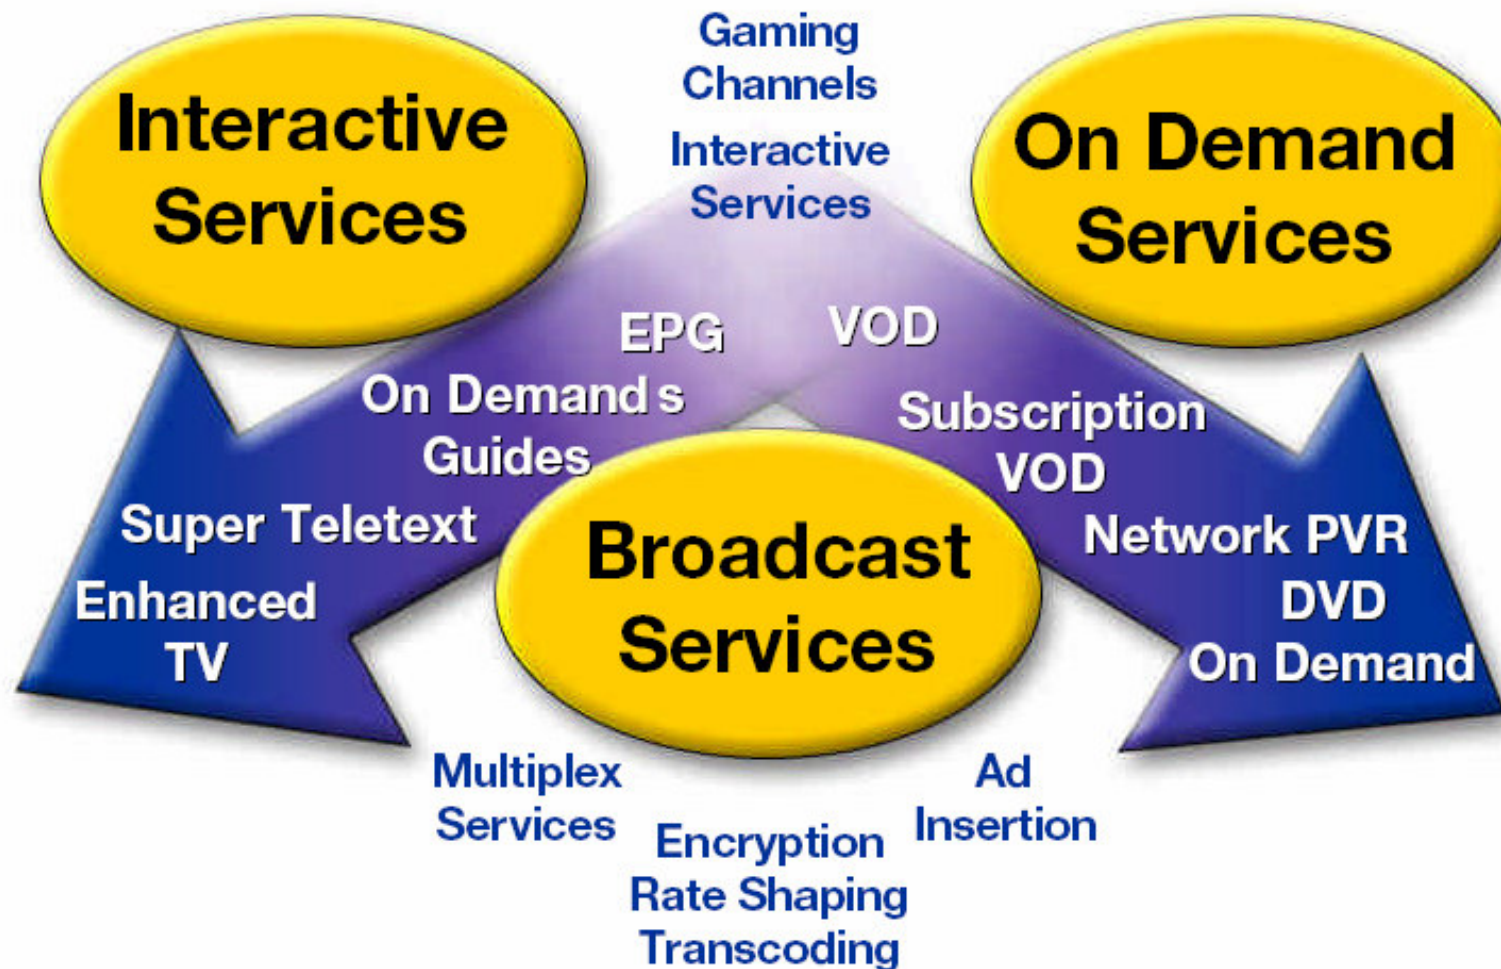 Gaming
Channels
Interactive
Services
Interactive
Services
On Demand
Services
EPG
On Demand s
Guides
Super Teletext
Enhanced
TV
VOD
Subscription
VOD
Network PVR
DVD
On Demand
Broadcast
Services
Multiplex
Services
Encryption
Rate Shaping
Transcoding
Ad
Insertion